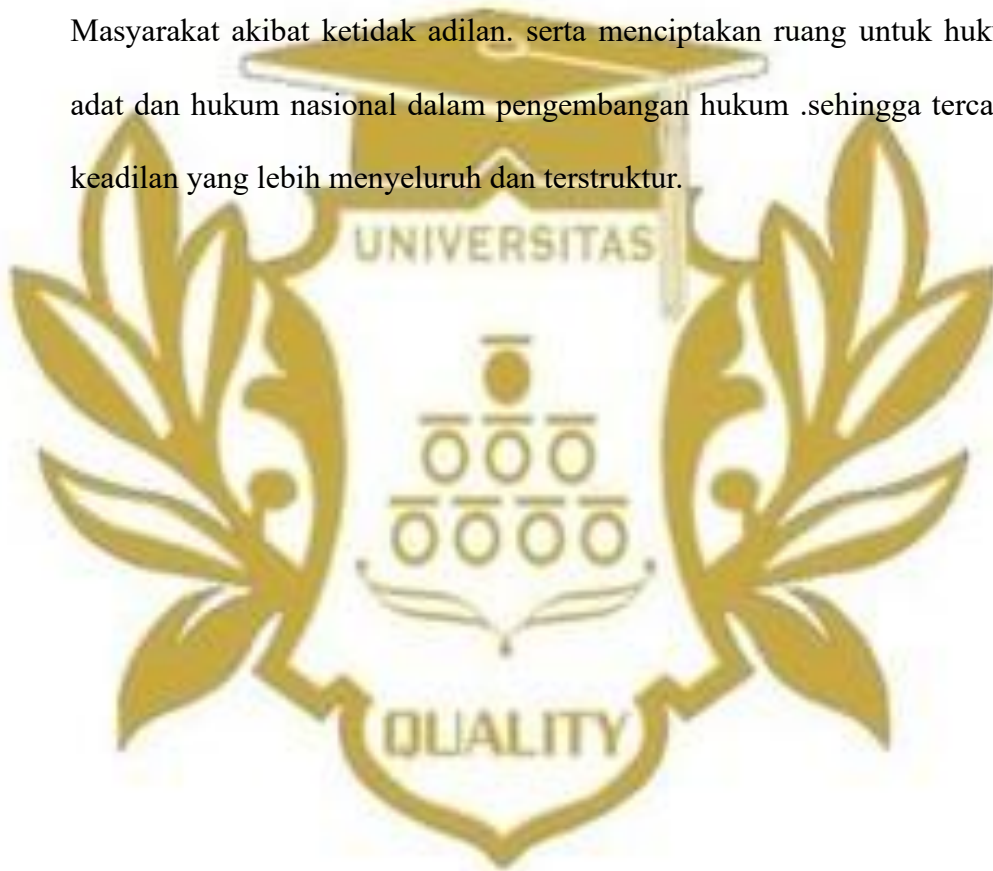 Masyarakat akibat ketidak adilan. serta menciptakan ruang untuk huk
adat dan hukum nasional dalam pengembangan hukum .sehingga terca
keadilan yang lebih menyeluruh dan terstruktur.
UNIVERSITAS
QUALITY